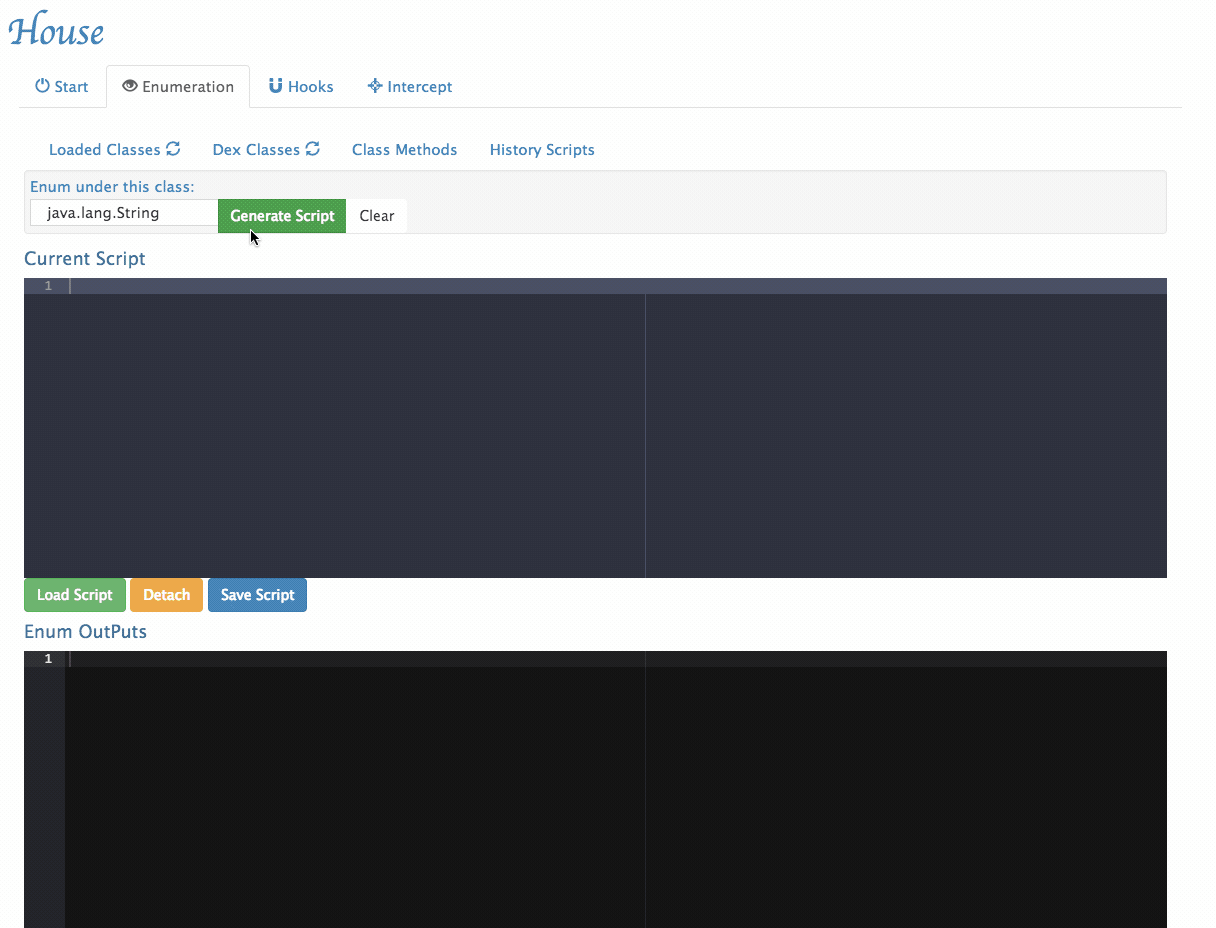 House
Start Enumeration Hooks Intercept
Loaded Classes Dex Classes Class Methods History Scripts
Enum under this class:
java.lang.String Generate Script Clear
Current Script
1
Load Script Detach Save Script
Enum OutPuts
1